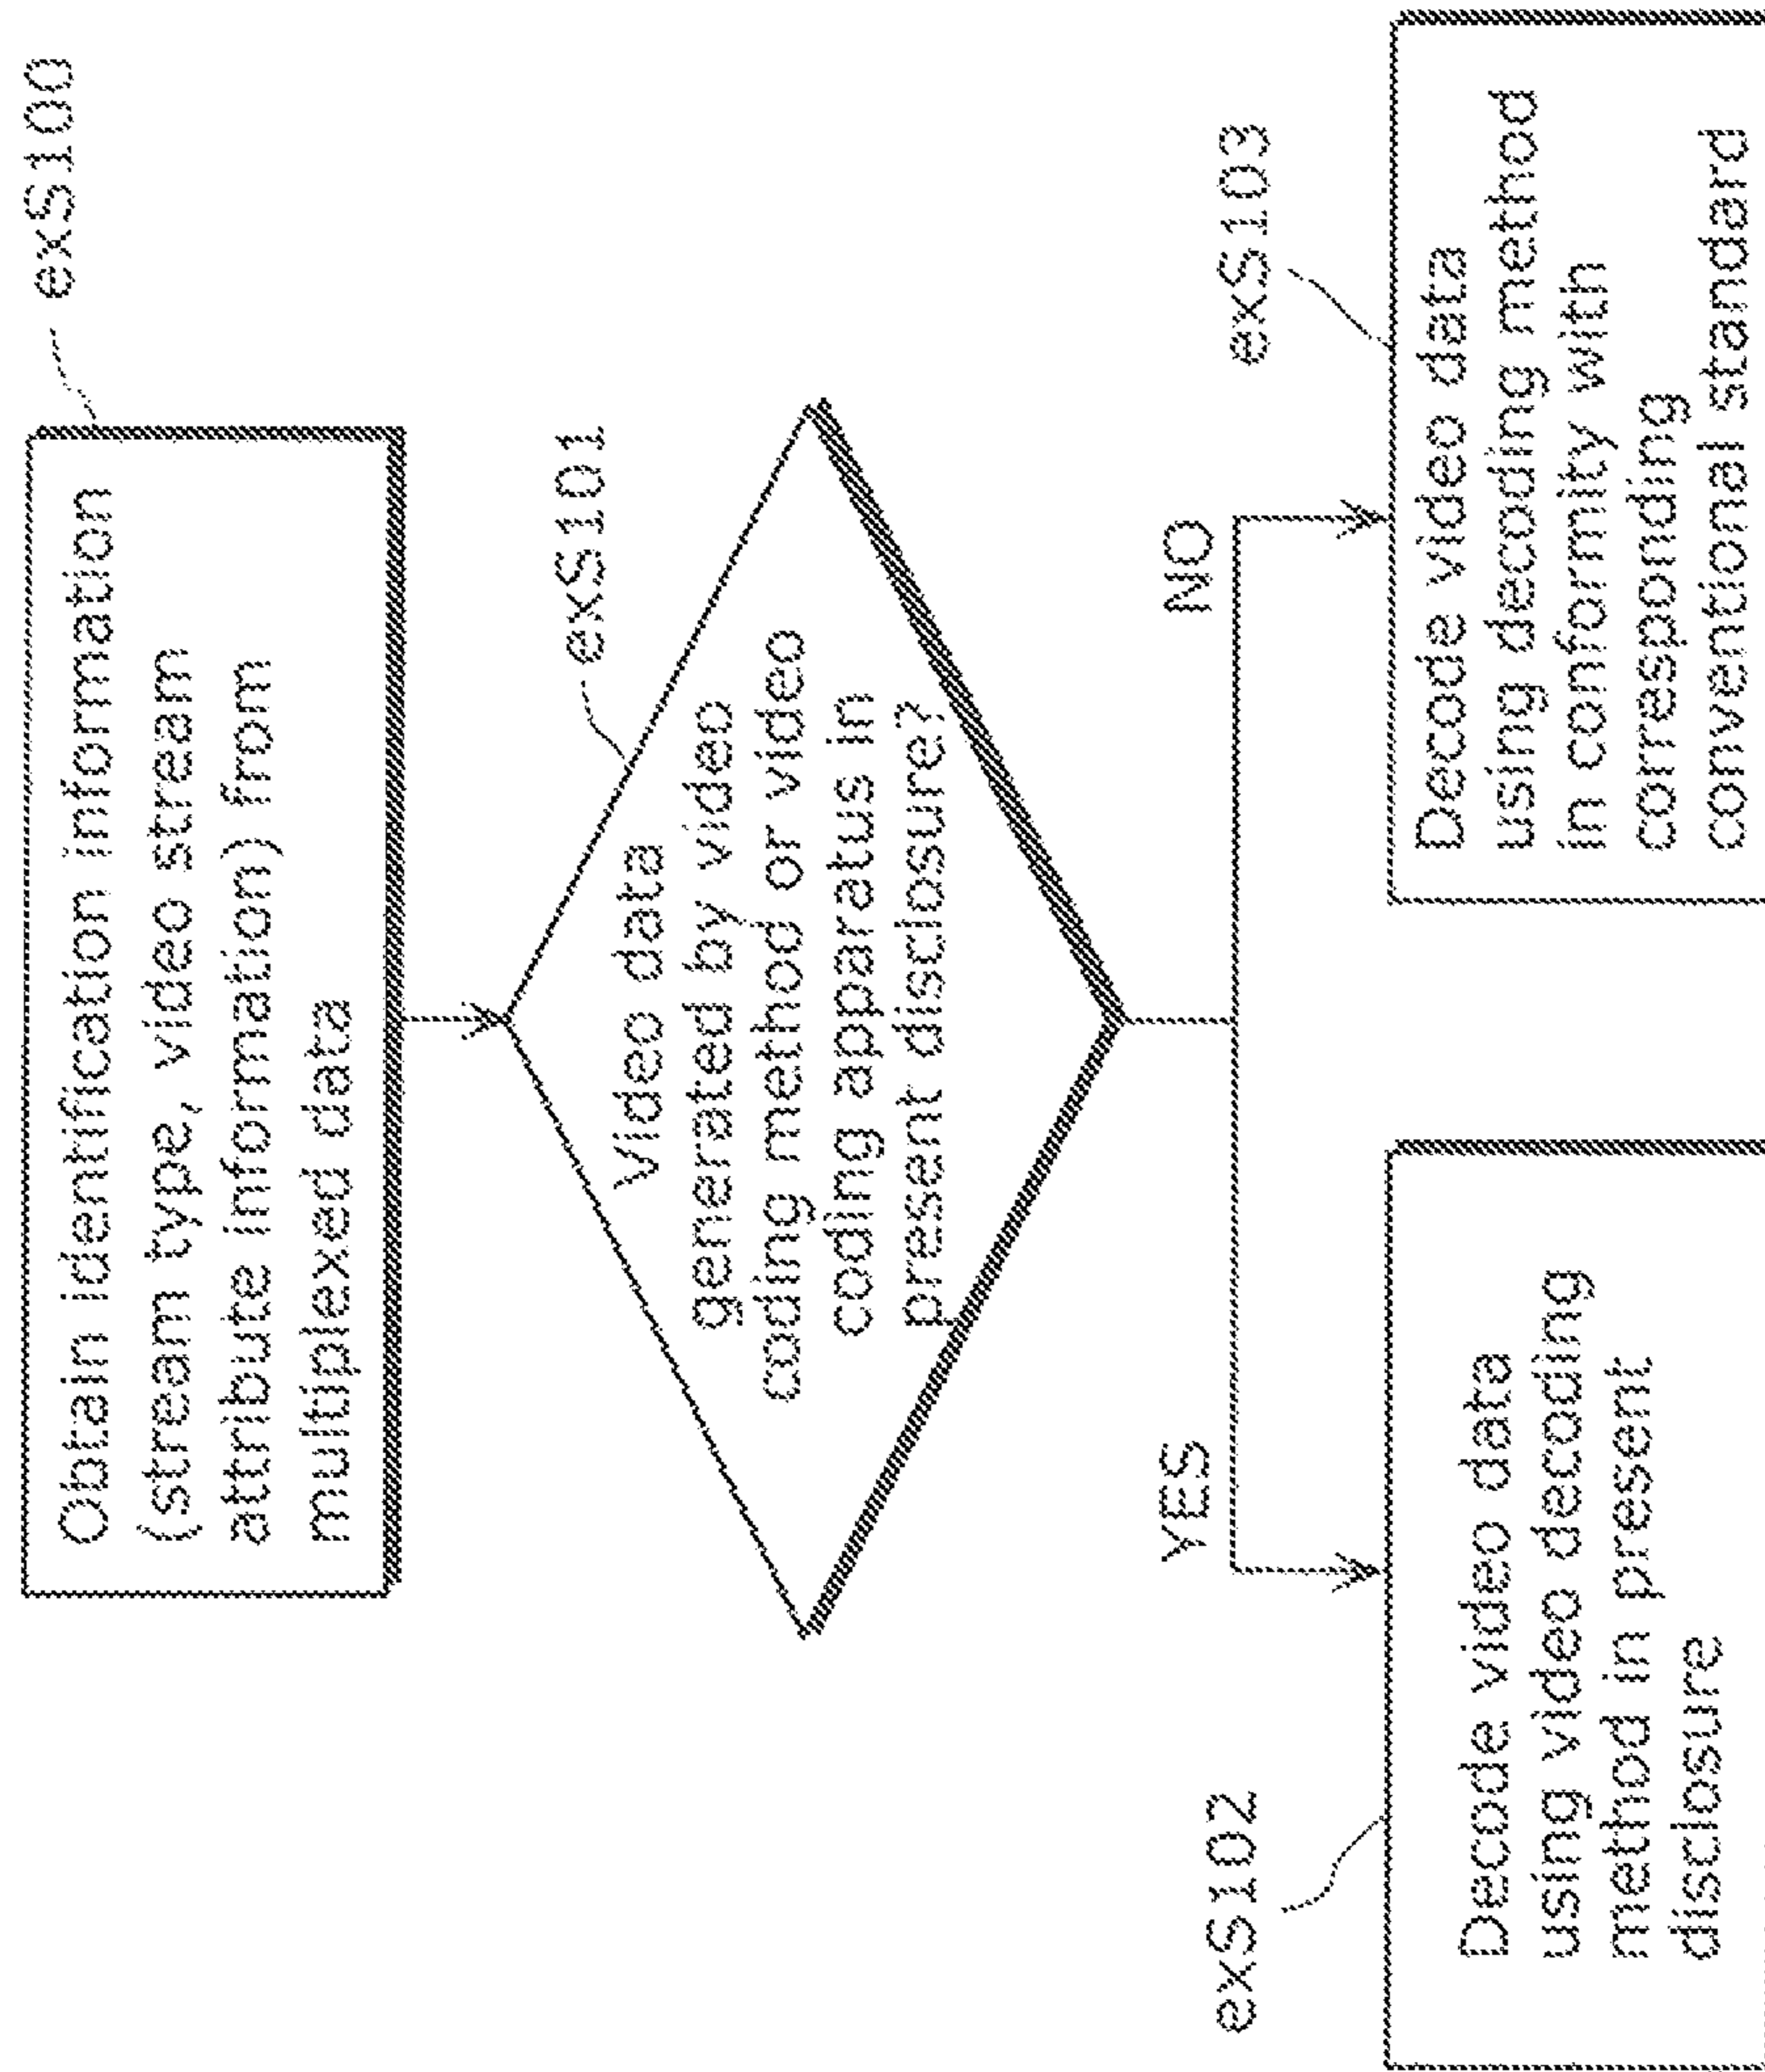 exS100
Obtain identification information
(stream type, video stream
attribute information) from
multiplexed data
exS101
Video data
generated by video
coding method or video
coding apparatus in
present disclosure?
YES
NO
exS102
Decode video data
using video decoding
method in present
disclosure
exS103
Decode video data
using decoding method
in conformity with
corresponding
conventional standard